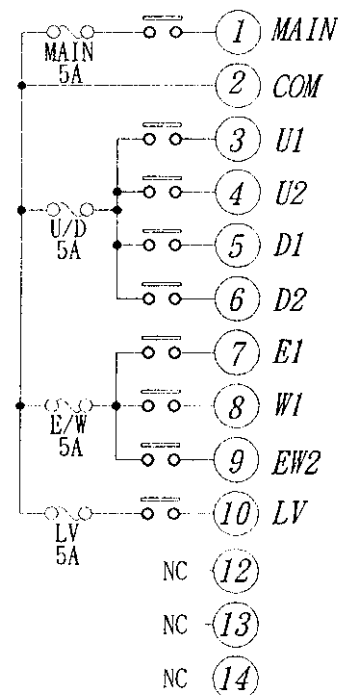 1 MAIN
MAIN
5A
2 COM
3 U1
4 U2
U/D
5A
5 D1
6 D2
7 E1
8 W1
E/W
5A
9 EW2
10 LV
LV
5A
NC 12
NC 13
NC 14